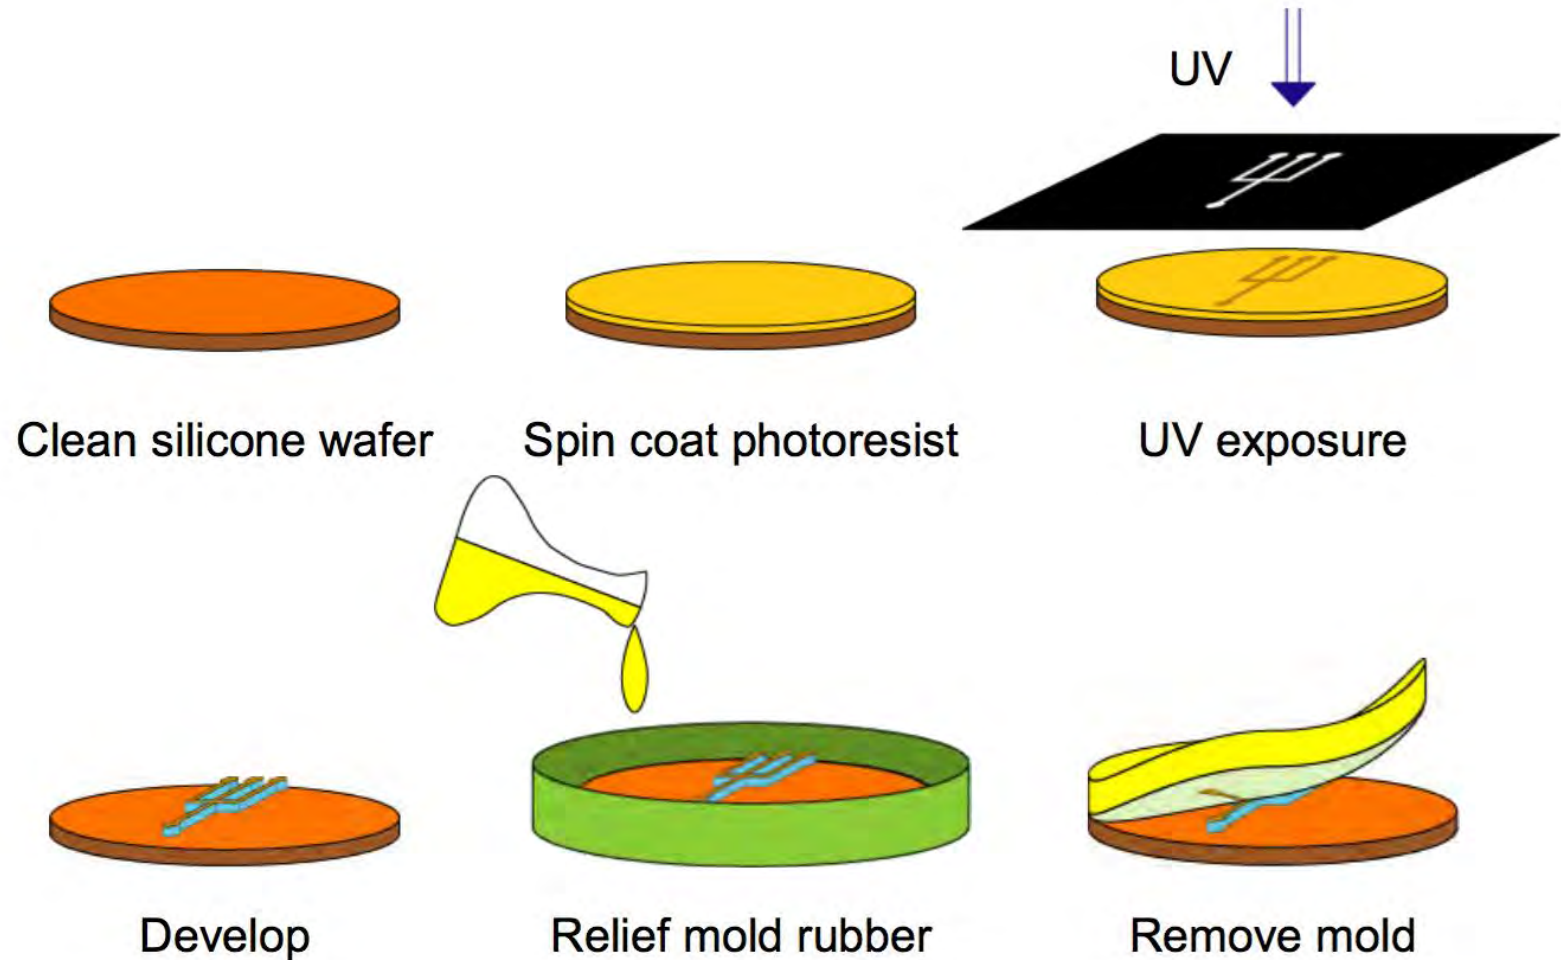 UV
Clean silicone wafer
Spin coat photoresist
UV exposure
Develop
Relief mold rubber
Remove mold